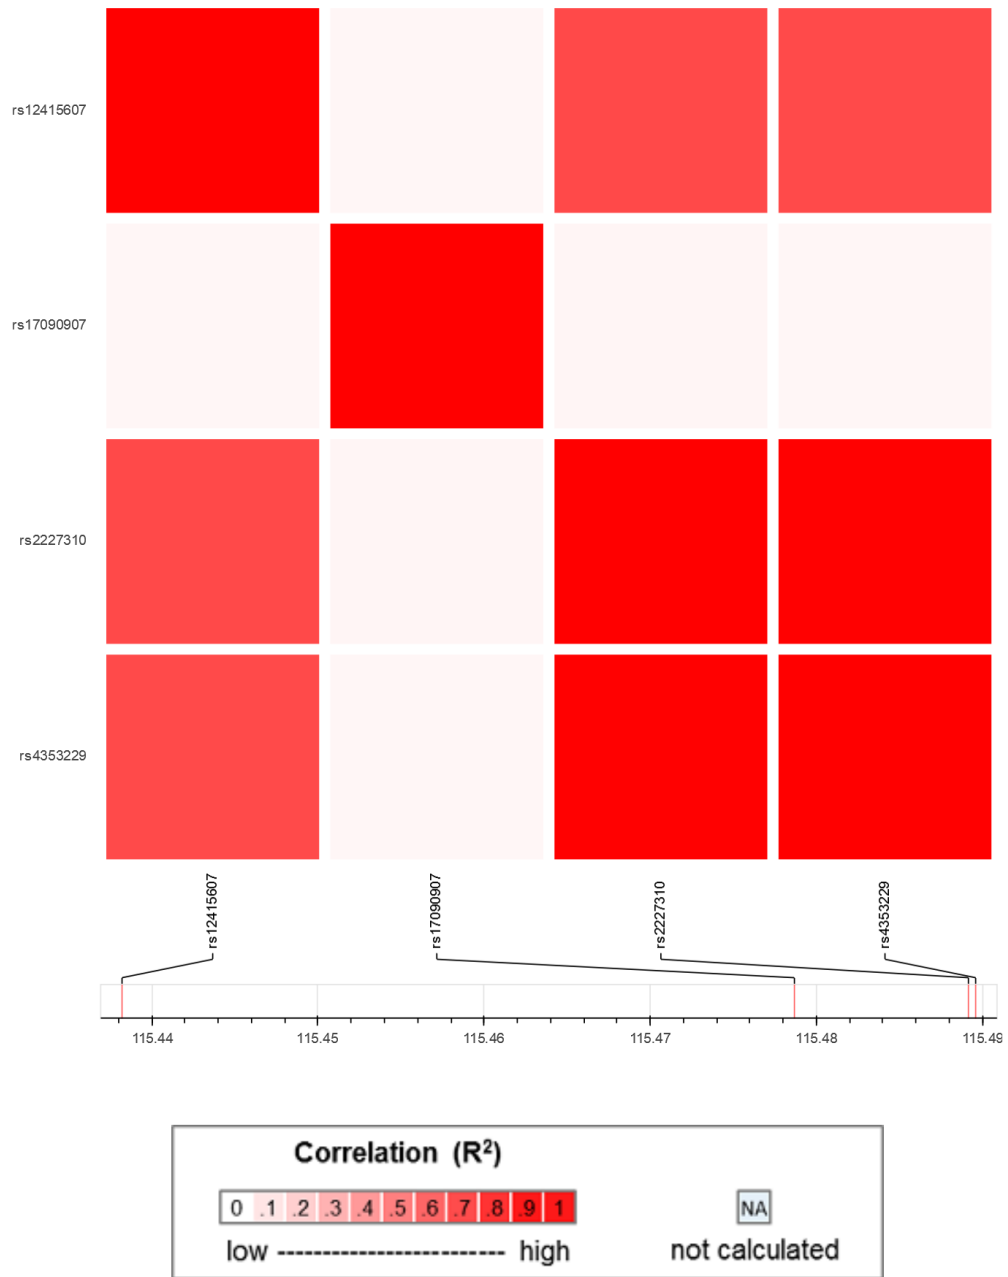 rs12415607
rs17090907
rs2227310
rs4353229
rs12415607
rs17090907
rs2227310
rs4353229
115.44
115.45
115.46
115.47
115.48
115.49
Correlation (R²)
0 .1 .2 .3 .4 .5 .6 .7 .8 .9 1
NA
low ----------------------- high
not calculated